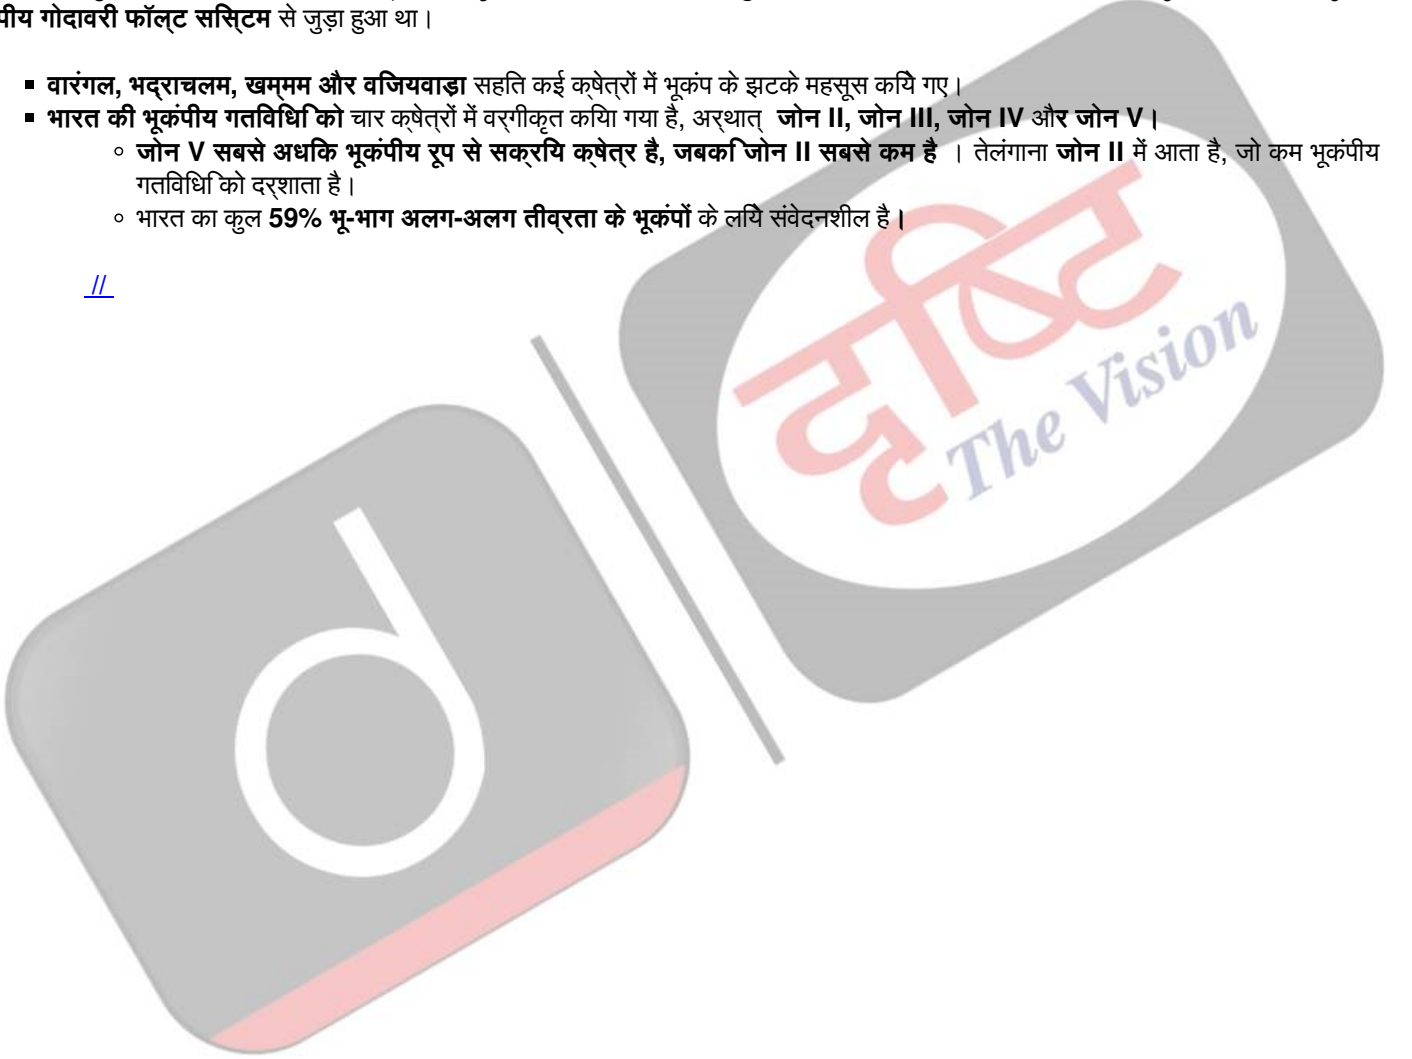 पीय गोदावरी फॉल्ट सिस्टम से जुड़ा हुआ था।
वारंगल, भद्राचलम, खम्मम और विजयवाड़ा सहित कई क्षेत्रों में भूकंप के झटके महसूस किये गए।
भारत की भूकंपीय गतिविधि को चार क्षेत्रों में वर्गीकृत किया गया है, अर्थात् जोन II, जोन III, जोन IV और जोन V।
जोन V सबसे अधिक भूकंपीय रूप से सक्रिय क्षेत्र है, जबकि जोन II सबसे कम है । तेलंगाना जोन II में आता है, जो कम भूकंपीय
गतिविधि को दर्शाता है।
भारत का कुल 59% भू-भाग अलग-अलग तीव्रता के भूकंपों के लिये संवेदनशील है।
//
दृष्टि
The Vision
d